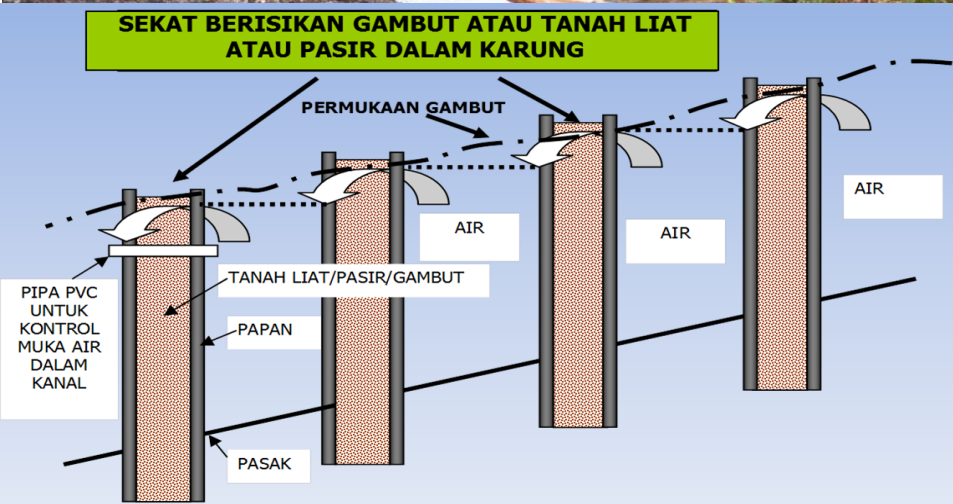 SEKAT BERISIKAN GAMBUT ATAU TANAH LIAT
ATAU PASIR DALAM KARUNG
PERMUKAAN GAMBUT
AIR
AIR
AIR
TANAH LIAT/PASIR/GAMBUT
PIPA PVC
UNTUK
KONTROL
MUKA AIR
DALAM
KANAL
PAPAN
PASAK